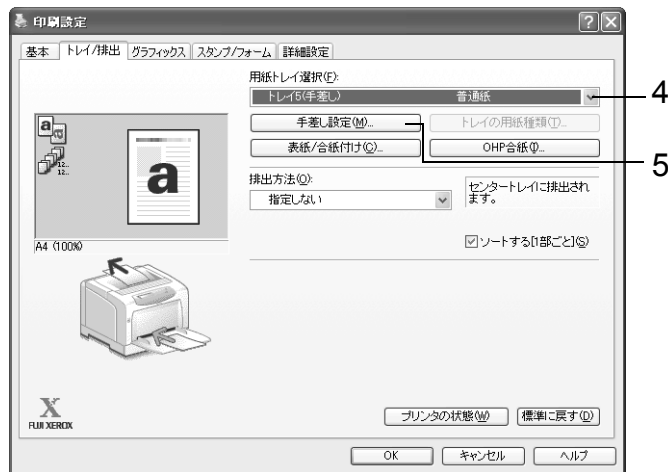 印刷設定
基本 トレイ/排出 グラフィックス スタンプ/フォーム 詳細設定
用紙トレイ選択(F):
トレイ5(手差し) 普通紙
4
手差し設定(M)... トレイの用紙種類(T)...
表紙/合紙付け(C)... OHP合紙(I)...
5
排出方法(O):
指定しない
センタートレイに排出され
ます。
ソートする[1部ごと](S)
a
a
12..
12..
a
A4 (100%)
X
FUJI XEROX
プリンタの状態(W) 標準に戻す(D)
OK キャンセル ヘルプ